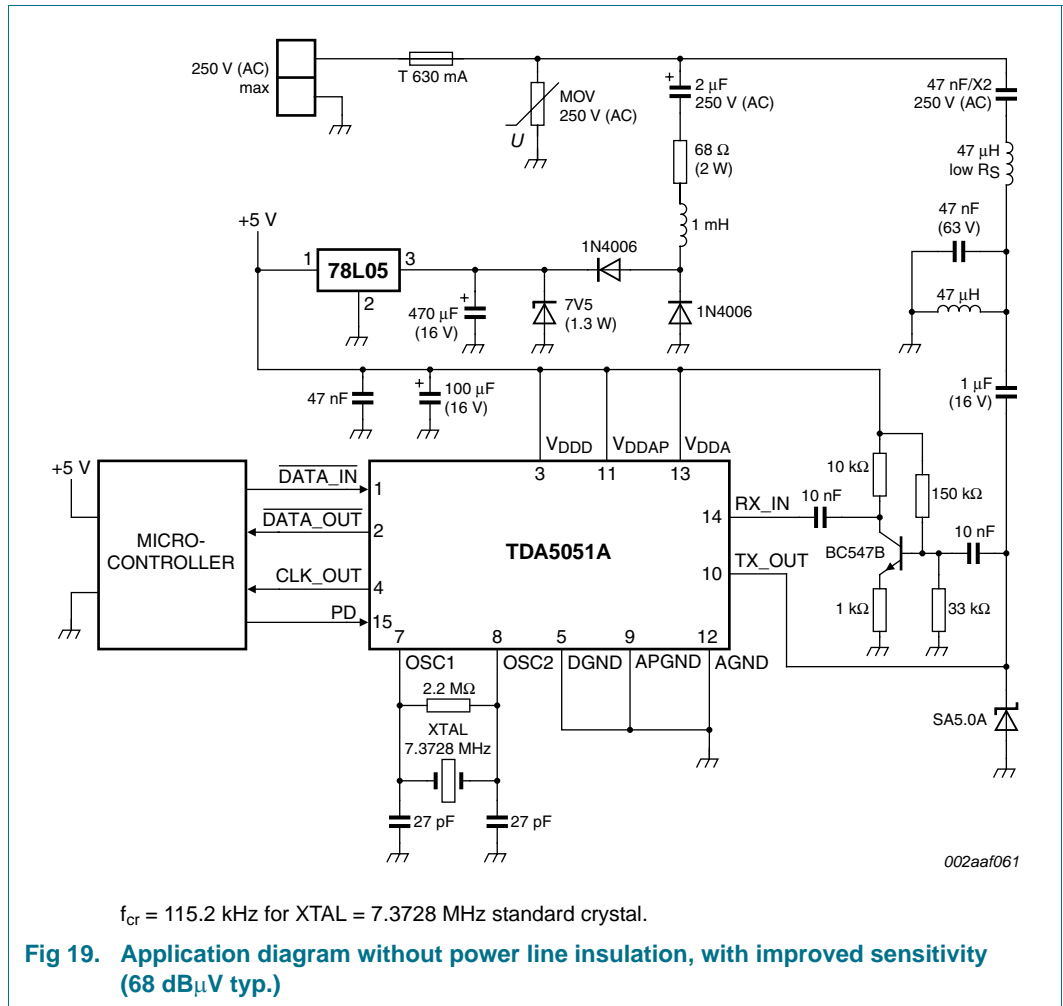 250 V (AC)
max
T 630 mA
MOV
250 V (AC)
U
2 μF
250 V (AC)
68 Ω
(2 W)
1 mH
47 nF/X2
250 V (AC)
47 μH
low RS
47 nF
(63 V)
47 μH
1 μF
(16 V)
+5 V
1
78L05
3
2
470 μF
(16 V)
7V5
(1.3 W)
1N4006
1N4006
47 nF
100 μF
(16 V)
VDDD
VDDAP
VDDA
3
11
13
+5 V
MICRO-
CONTROLLER
DATA_IN
1
DATA_OUT
2
CLK_OUT
4
PD
15
TDA5051A
14
RX_IN
10
TX_OUT
10 nF
10 kΩ
150 kΩ
10 nF
BC547B
1 kΩ
33 kΩ
SA5.0A
7
8
5
9
12
OSC1
OSC2
DGND
APGND
AGND
2.2 MΩ
XTAL
7.3728 MHz
27 pF
27 pF
002aaf061
fcr = 115.2 kHz for XTAL = 7.3728 MHz standard crystal.
Fig 19. Application diagram without power line insulation, with improved sensitivity
(68 dBμV typ.)